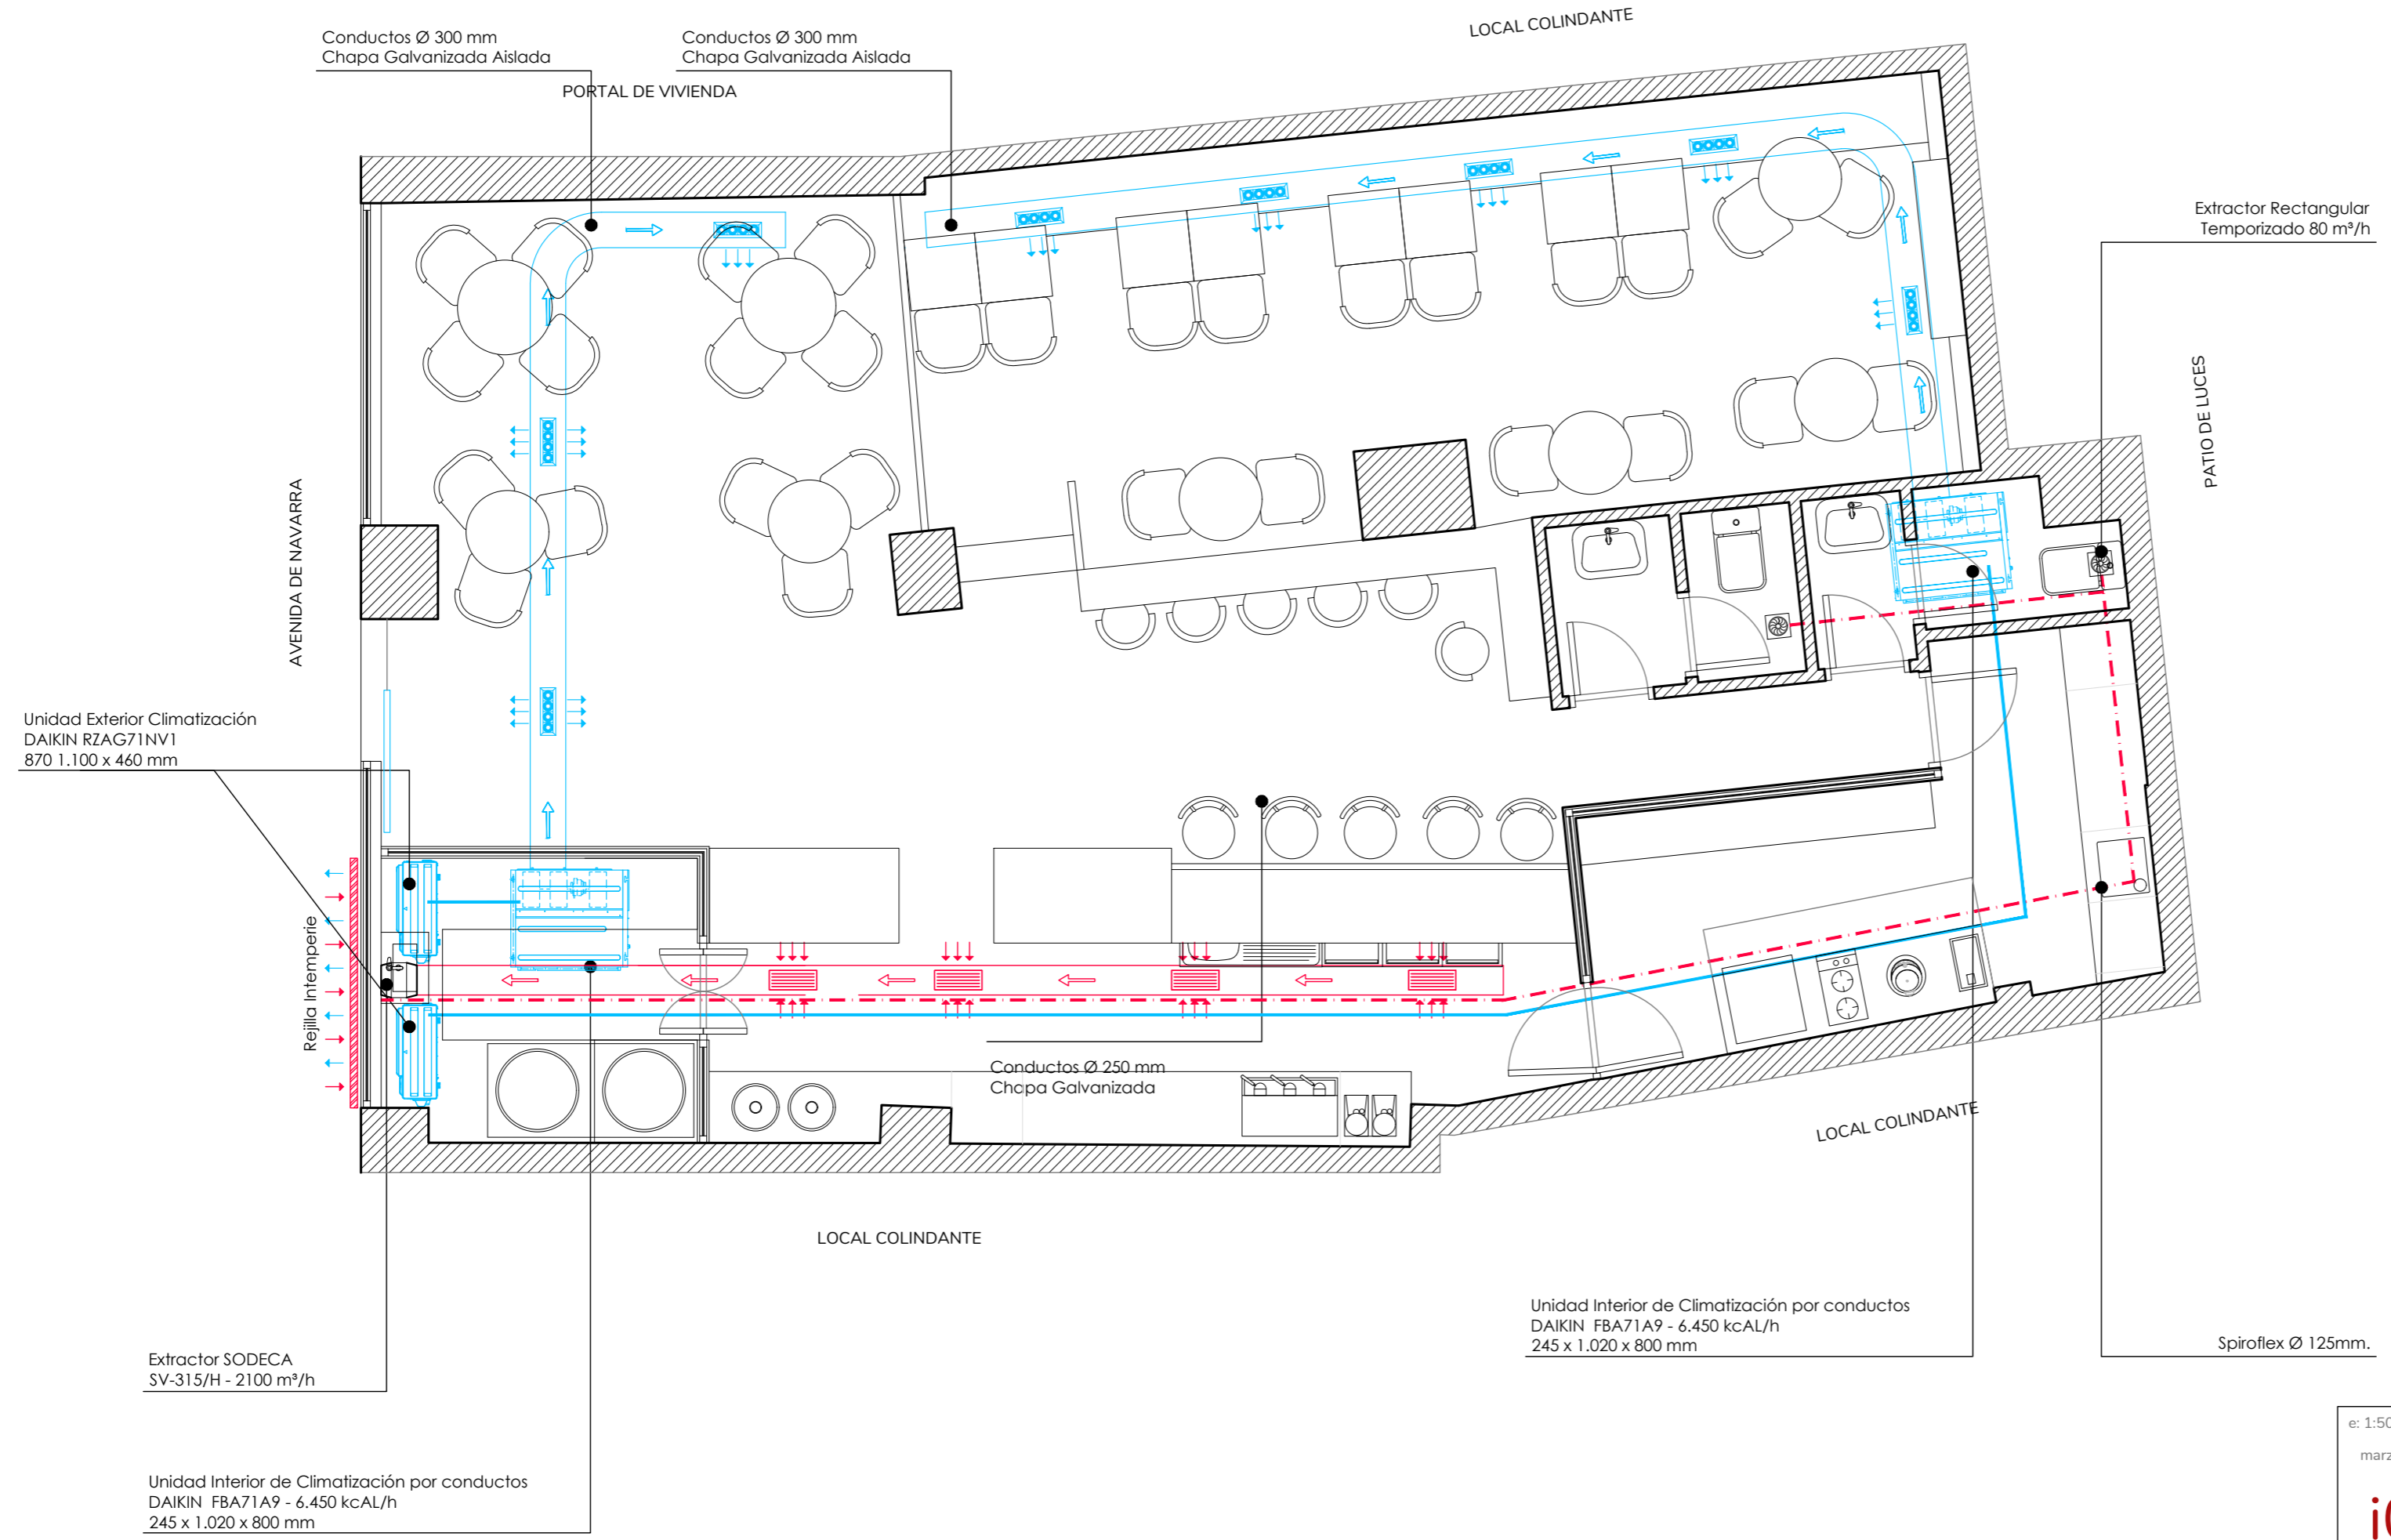 LOCAL COLINDANTE
Conductos Ø 300 mm
Chapa Galvanizada Aislada
Conductos Ø 300 mm
Chapa Galvanizada Aislada
PORTAL DE VIVIENDA
Extractor Rectangular
Temporizado 80 m³/h
PATIO DE LUCES
AVENIDA DE NAVARRA
Unidad Exterior Climatización
DAIKIN RZAG71NV1
870 1.100 x 460 mm
Rejilla Intemperie
Conductos Ø 250 mm
Chapa Galvanizada
LOCAL COLINDANTE
LOCAL COLINDANTE
Unidad Interior de Climatización por conductos
DAIKIN FBA71A9 - 6.450 kcAL/h
245 x 1.020 x 800 mm
Spiroflex Ø 125mm.
Extractor SODECA
SV-315/H - 2100 m³/h
Unidad Interior de Climatización por conductos
DAIKIN FBA71A9 - 6.450 kcAL/h
245 x 1.020 x 800 mm
e: 1:50
marz